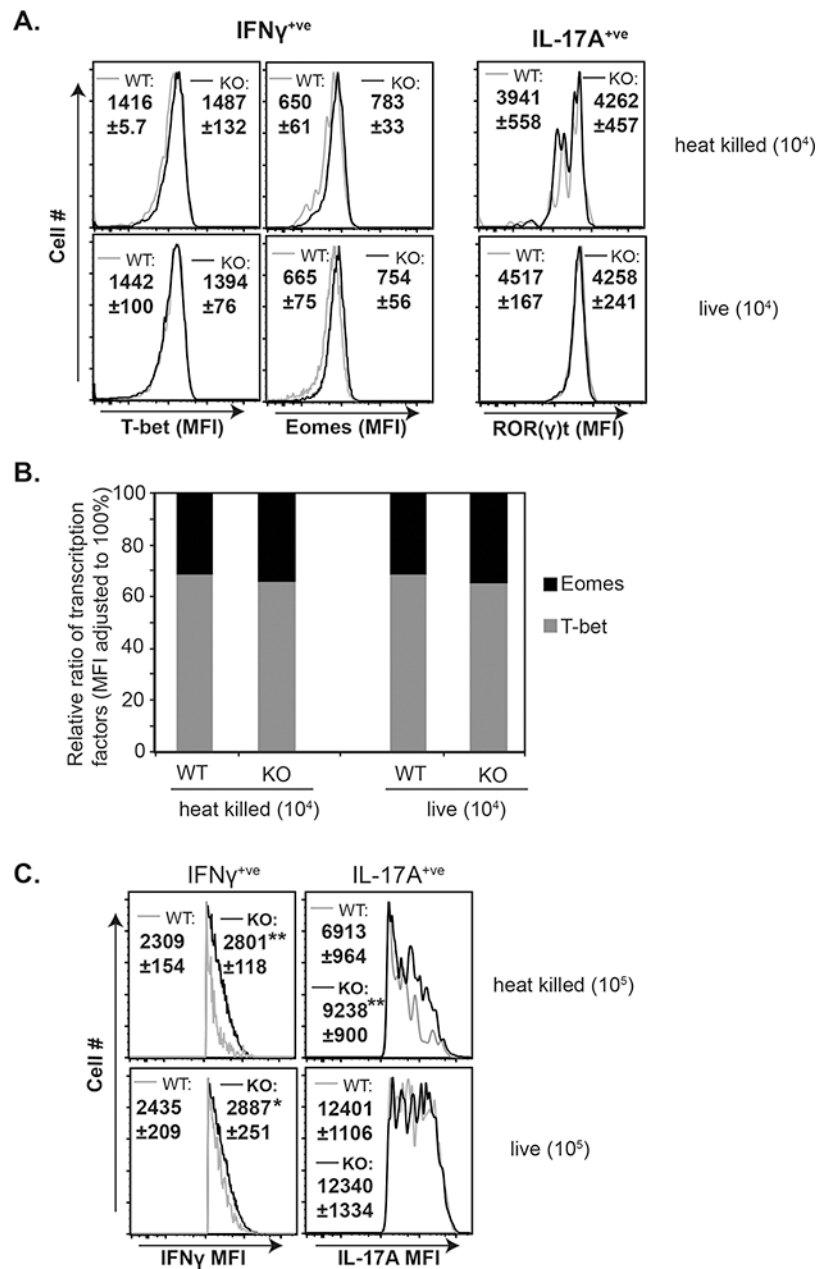 A.
IFNγ+ve
IL-17A+ve
WT: KO:
1416 1487
±5.7 ±132
WT: KO:
650 783
±61 ±33
WT: KO:
3941 4262
±558 ±457
heat killed (10⁴)
Cell #
WT: KO:
1442 1394
±100 ±76
WT: KO:
665 754
±75 ±56
WT: KO:
4517 4258
±167 ±241
live (10⁴)
T-bet (MFI)
Eomes (MFI)
ROR(γ)t (MFI)
B.
Relative ratio of transcritption
factors (MFI adjusted to 100%)
100
80
60
40
20
0
WT KO WT KO
heat killed (10⁴) live (10⁴)
Eomes
T-bet
C.
IFNγ+ve
IL-17A+ve
WT: KO:
2309 2801**
±154 ±118
WT:
6913
±964
KO:
9238**
±900
heat killed (10⁵)
Cell #
WT: KO:
2435 2887*
±209 ±251
WT:
12401
±1106
KO:
12340
±1334
live (10⁵)
IFNγ MFI
IL-17A MFI